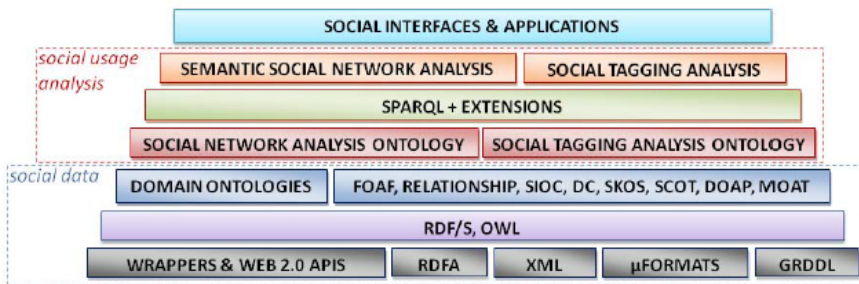 SOCIAL INTERFACES & APPLICATIONS
social usage
analysis
SEMANTIC SOCIAL NETWORK ANALYSIS
SOCIAL TAGGING ANALYSIS
SPARQL + EXTENSIONS
SOCIAL NETWORK ANALYSIS ONTOLOGY
SOCIAL TAGGING ANALYSIS ONTOLOGY
social data
DOMAIN ONTOLOGIES
FOAF, RELATIONSHIP, SIOC, DC, SKOS, SCOT, DOAP, MOAT
RDF/S, OWL
WRAPPERS & WEB 2.0 APIS
RDFA
XML
µFORMATS
GRDDL